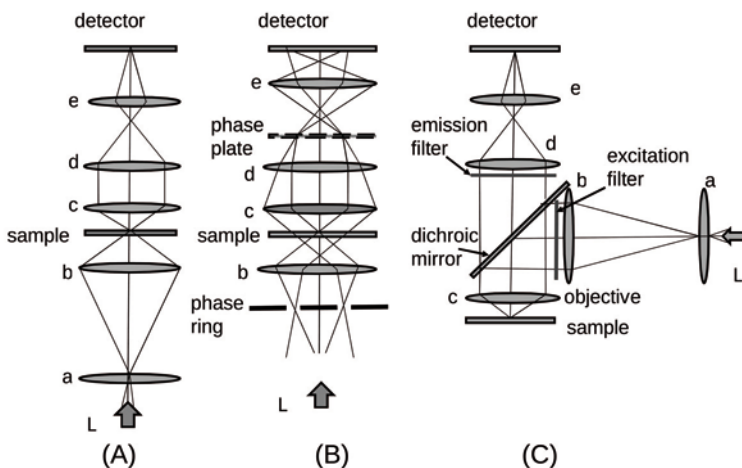 detector
e
d
c
sample
b
a
L
(A)
detector
e
phase
plate
d
c
sample
b
phase
ring
L
(B)
detector
e
emission
filter
d
excitation
filter
b
a
dichroic
mirror
L
c
objective
sample
(C)